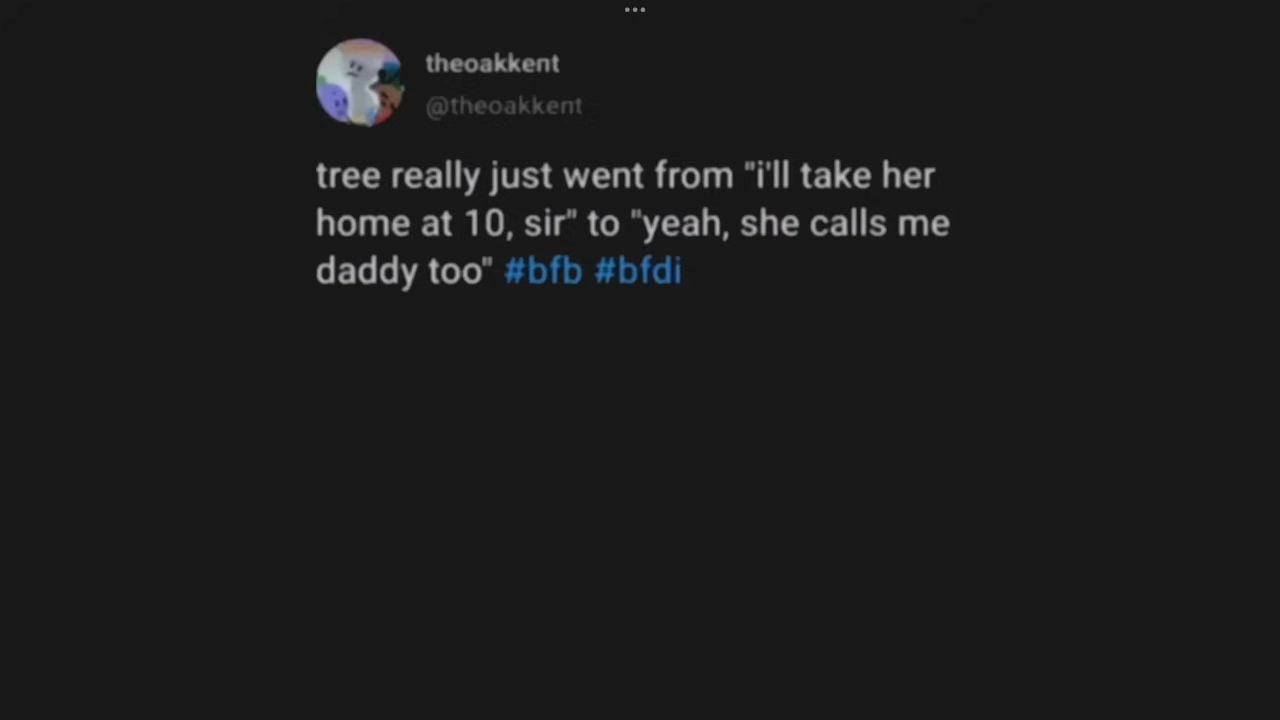 theoakkent
@theoakkent
tree really just went from "i'll take her
home at 10, sir" to "yeah, she calls me
daddy too" #bfb #bfdi